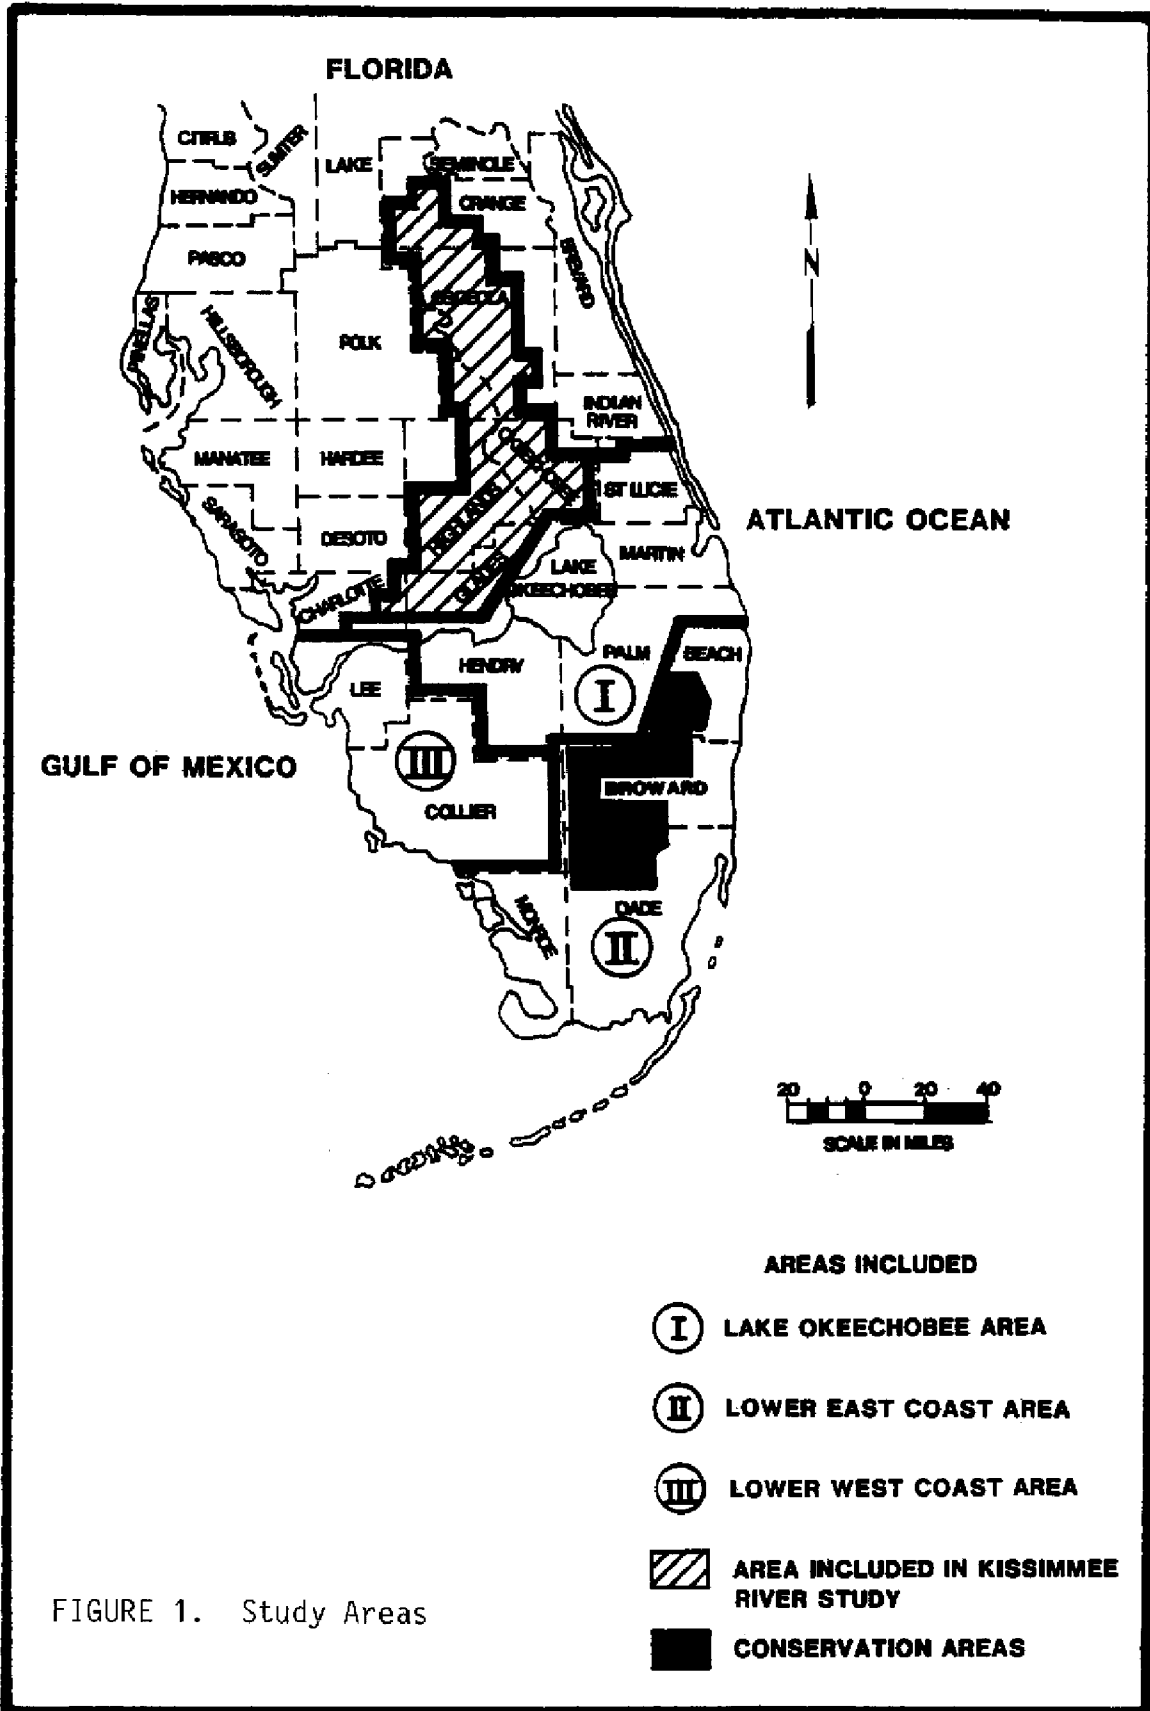 FLORIDA
CITRUS
SUMTER
LAKE
SEMINOLE
HERNANDO
ORANGE
PASCO
BREVARD
N
OSCEOLA
PINELLAS
HILLSBOROUGH
POLK
INDIAN
RIVER
MANATEE
HARDEE
OKEECHOBEE
HIGHLANDS
ST LUCIE
SARASOTO
DESOTO
ATLANTIC OCEAN
MARTIN
GLADES
LAKE
OKEECHOBEE
CHARLOTTE
HENDRY
PALM BEACH
LEE
I
GULF OF MEXICO
III
BROWARD
COLLIER
MONROE
DADE
II
20 0 20 40
SCALE IN MILES
AREAS INCLUDED
I LAKE OKEECHOBEE AREA
II LOWER EAST COAST AREA
III LOWER WEST COAST AREA
AREA INCLUDED IN KISSIMMEE
RIVER STUDY
CONSERVATION AREAS
FIGURE 1. Study Areas